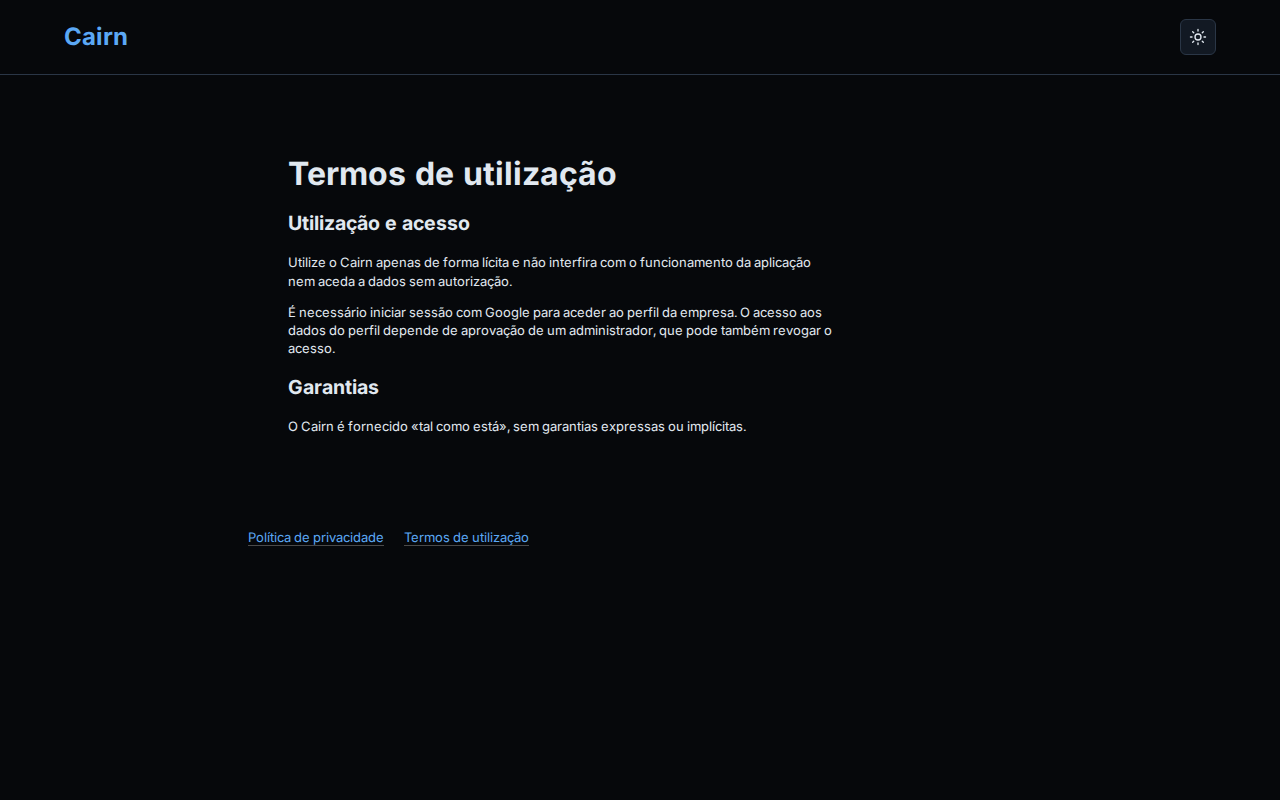 Cairn
Termos de utilização
Utilização e acesso
Utilize o Cairn apenas de forma lícita e não interfira com o funcionamento da aplicação
nem aceda a dados sem autorização.
É necessário iniciar sessão com Google para aceder ao perfil da empresa. O acesso aos
dados do perfil depende de aprovação de um administrador, que pode também revogar o
acesso.
Garantias
O Cairn é fornecido «tal como está», sem garantias expressas ou implícitas.
Política de privacidade Termos de utilização